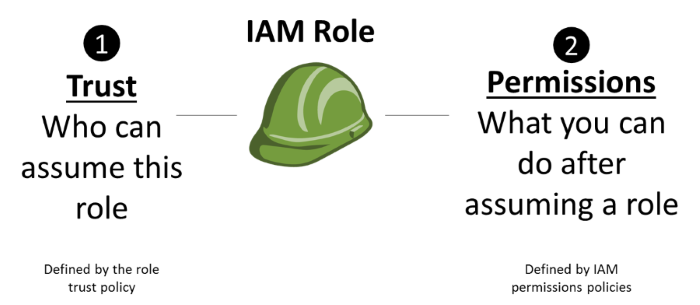 IAM Role
1
Trust
Who can
assume this
role
Defined by the role
trust policy
2
Permissions
What you can
do after
assuming a role
Defined by IAM
permissions policies